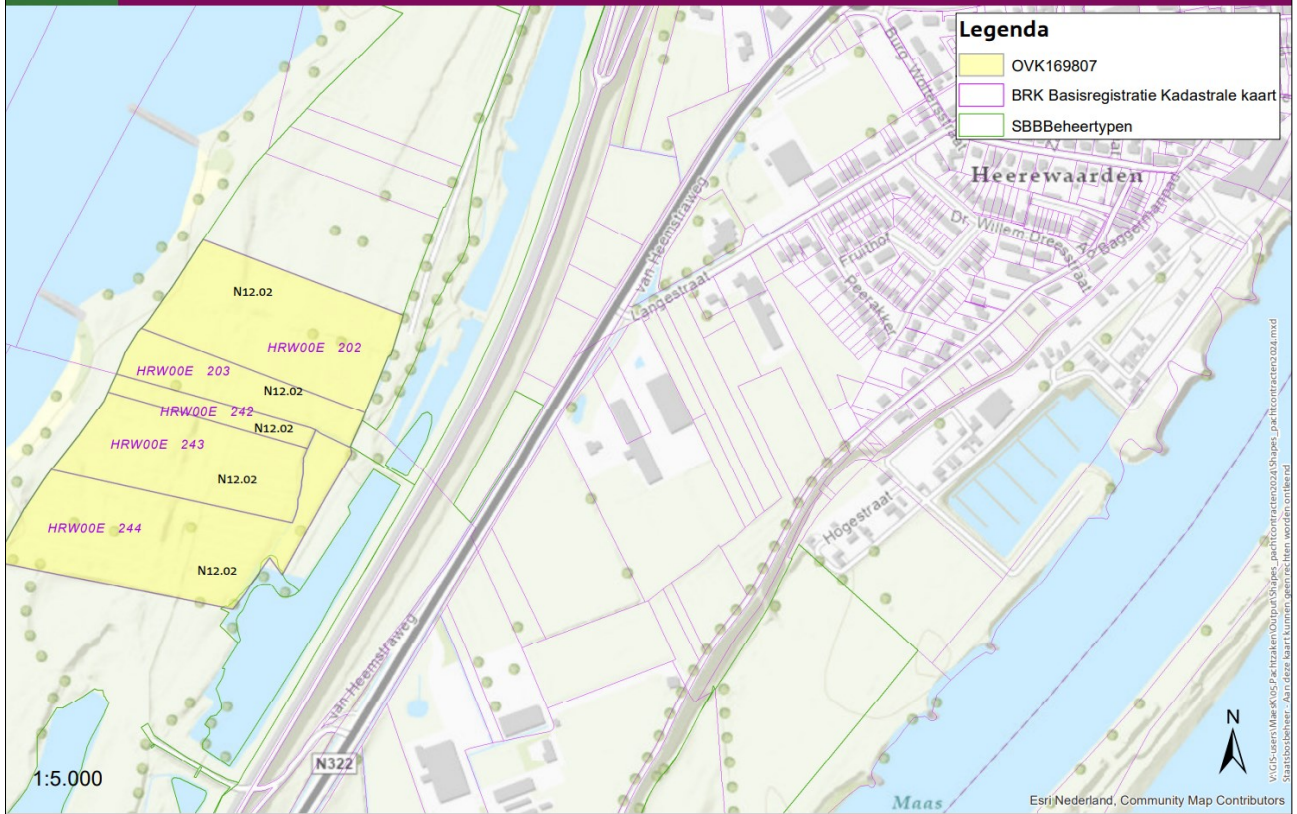 Legenda
OVK169807
BRK Basisregistratie Kadastrale kaart
SBBBeheertypen
Burg Woltersstraat
Heerewaarden
Dr. Willem Dreesstraat
A.p Baggermanpad
Fruithof
Peerakker
van Heemstraweg
Langestraat
N12.02
HRW00E 202
HRW00E 203
N12.02
HRW00E 242
N12.02
HRW00E 243
N12.02
HRW00E 244
N12.02
Hogestraat
van Heemstraweg
N322
1:5.000
Maas
N
Esri Nederland, Community Map Contributors
Staatsbosbeheer - Aan deze kaart kunnen geen rechten worden ontleend